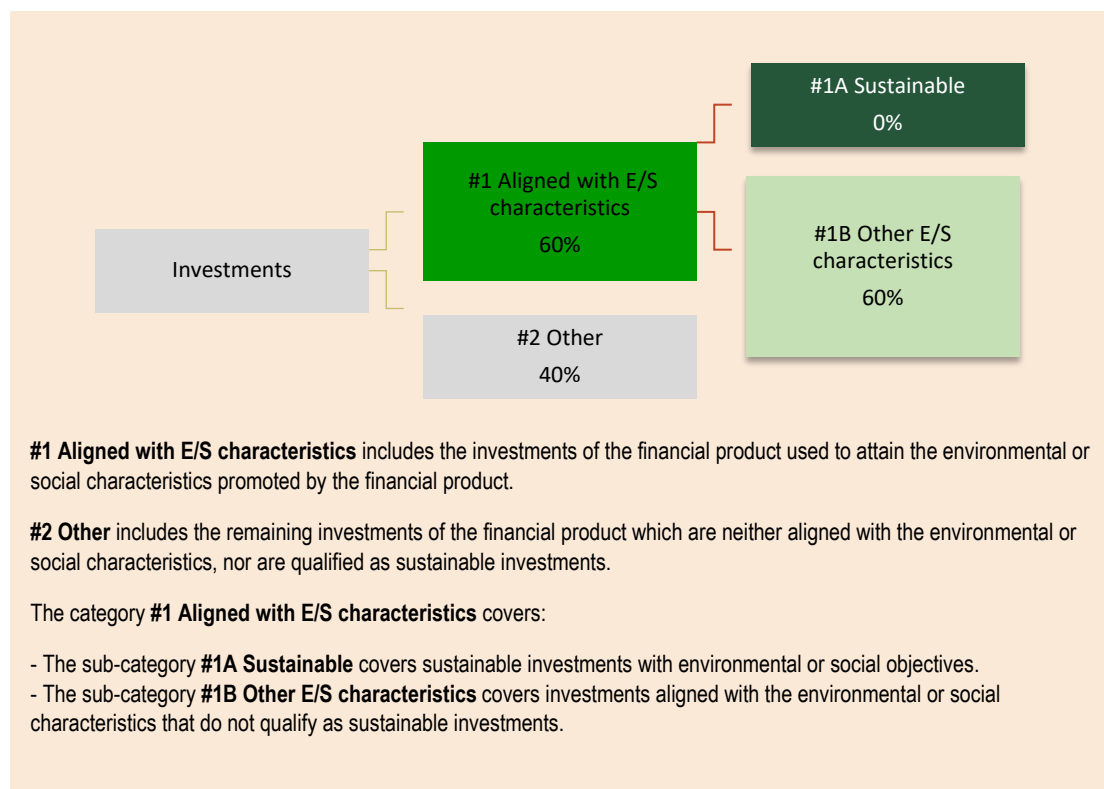 #1A Sustainable
0%
#1 Aligned with E/S
characteristics
60%
#1B Other E/S
characteristics
60%
Investments
#2 Other
40%
#1 Aligned with E/S characteristics includes the investments of the financial product used to attain the environmental or
social characteristics promoted by the financial product.
#2 Other includes the remaining investments of the financial product which are neither aligned with the environmental or
social characteristics, nor are qualified as sustainable investments.
The category #1 Aligned with E/S characteristics covers:
- The sub-category #1A Sustainable covers sustainable investments with environmental or social objectives.
- The sub-category #1B Other E/S characteristics covers investments aligned with the environmental or social
characteristics that do not qualify as sustainable investments.